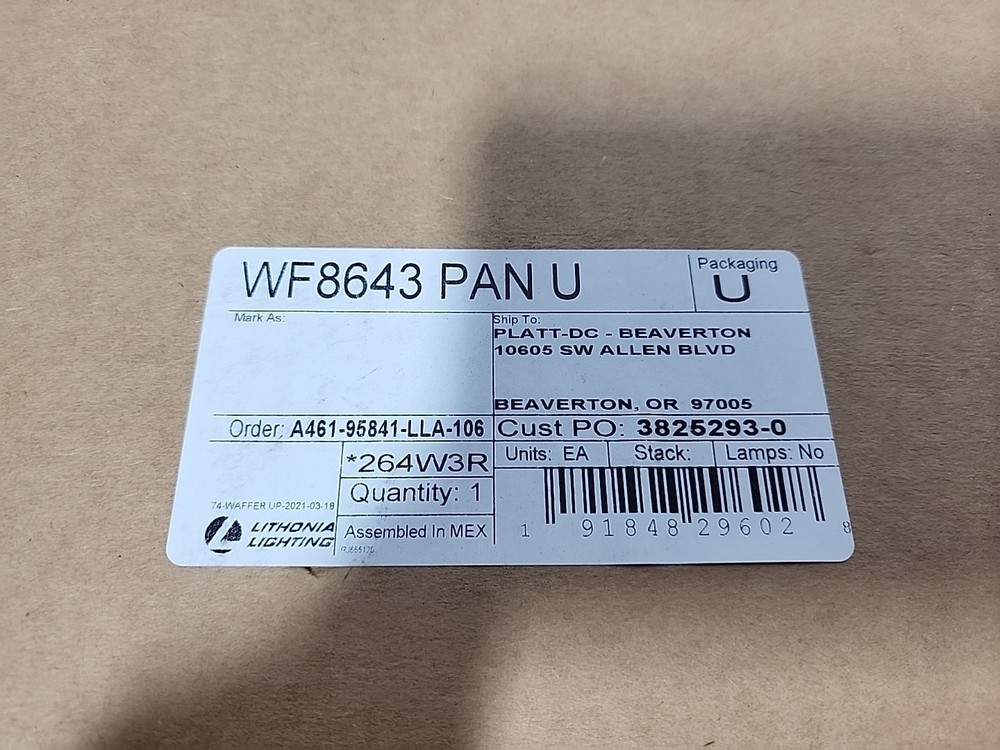 WF8643 PAN U
Packaging
U
Mark As:
Ship To:
PLATT-DC - BEAVERTON
10605 SW ALLEN BLVD
BEAVERTON, OR 97005
Order: A461-95841-LLA-106
Cust PO: 3825293-0
*264W3R
Units: EA
Stack:
Lamps: No
Quantity: 1
74-WAFFER UP-2021-03-18
LITHONIA
LIGHTING
Assembled In MEX
1 91848 29602 8